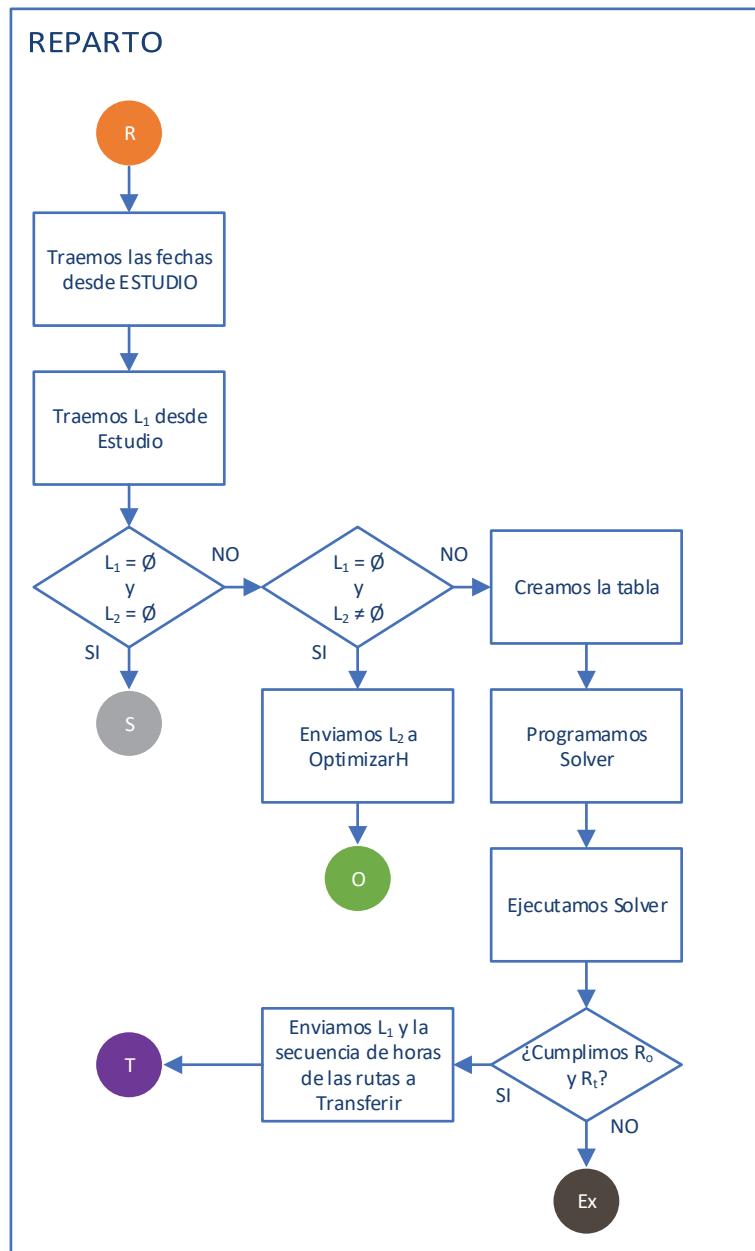 REPARTO
R
Traemos las fechas
desde ESTUDIO
Traemos L₁ desde
Estudio
L₁ = Ø
y
L₂ = Ø
NO
SI
S
L₁ = Ø
y
L₂ ≠ Ø
NO
SI
Enviamos L₂ a
OptimizarH
O
Creamos la tabla
Programamos
Solver
Ejecutamos Solver
¿Cumplimos Rₒ
y Rₜ?
SI
NO
Enviamos L₁ y la
secuencia de horas
de las rutas a
Transferir
T
Ex